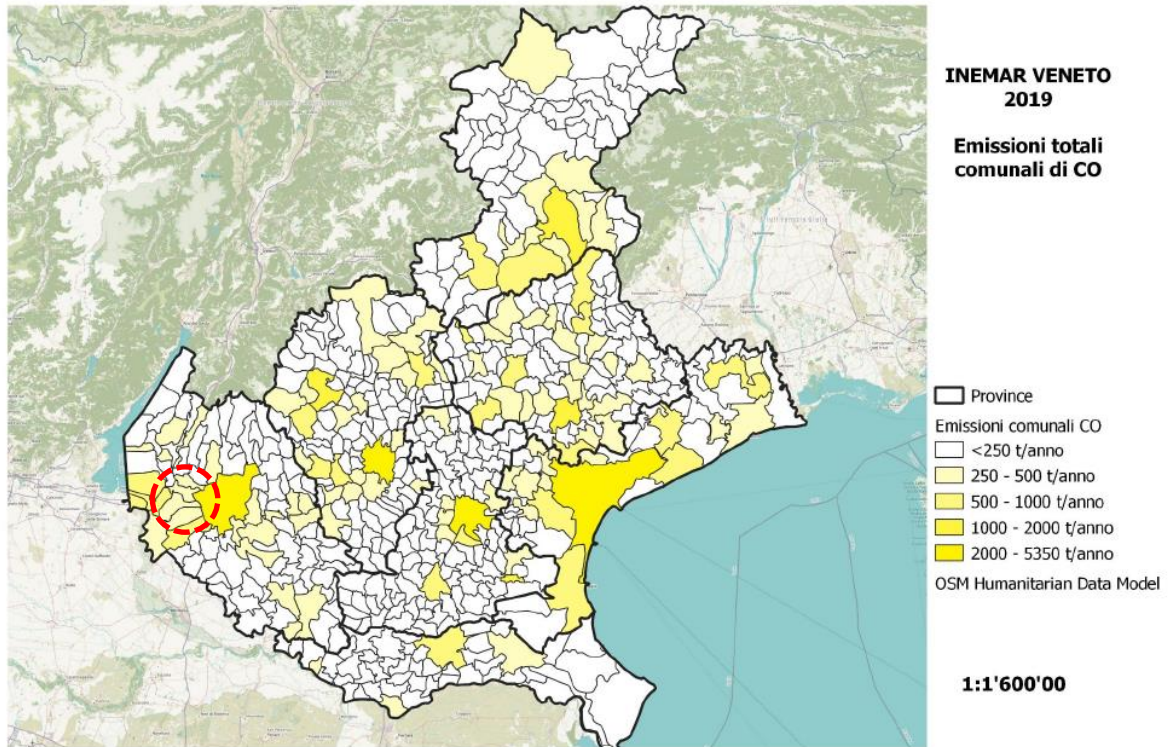 INEMAR VENETO
2019
Emissioni totali
comunali di CO
Province
Emissioni comunali CO
<250 t/anno
250 - 500 t/anno
500 - 1000 t/anno
1000 - 2000 t/anno
2000 - 5350 t/anno
OSM Humanitarian Data Model
1:1'600'00